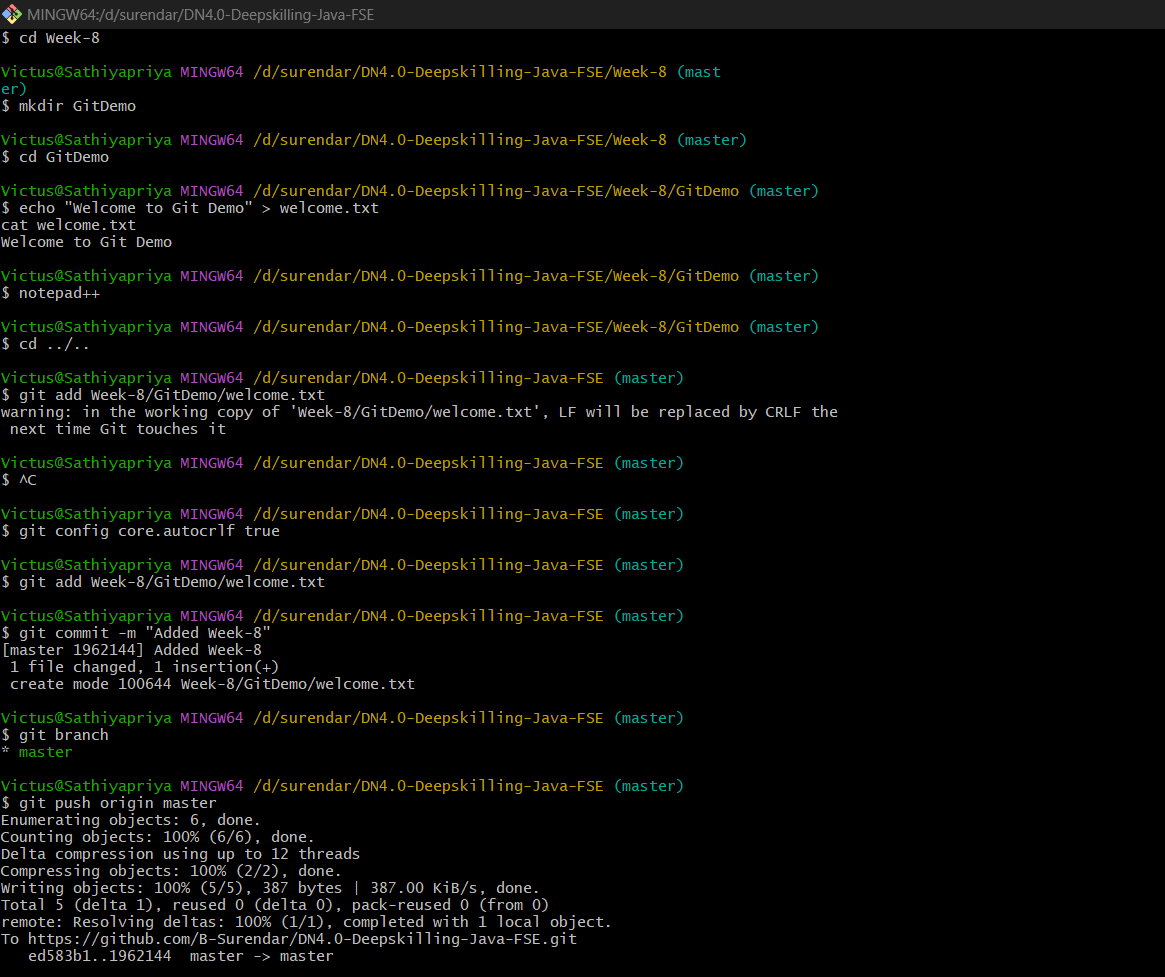 MINGW64:/d/surendar/DN4.0-Deepskilling-Java-FSE
$ cd Week-8
Victus@Sathiyapriya MINGW64 /d/surendar/DN4.0-Deepskilling-Java-FSE/Week-8 (mast
er)
$ mkdir GitDemo
Victus@Sathiyapriya MINGW64 /d/surendar/DN4.0-Deepskilling-Java-FSE/Week-8 (master)
$ cd GitDemo
Victus@Sathiyapriya MINGW64 /d/surendar/DN4.0-Deepskilling-Java-FSE/Week-8/GitDemo (master)
$ echo "Welcome to Git Demo" > welcome.txt
cat welcome.txt
Welcome to Git Demo
Victus@Sathiyapriya MINGW64 /d/surendar/DN4.0-Deepskilling-Java-FSE/Week-8/GitDemo (master)
$ notepad++
Victus@Sathiyapriya MINGW64 /d/surendar/DN4.0-Deepskilling-Java-FSE/Week-8/GitDemo (master)
$ cd ../..
Victus@Sathiyapriya MINGW64 /d/surendar/DN4.0-Deepskilling-Java-FSE (master)
$ git add Week-8/GitDemo/welcome.txt
warning: in the working copy of 'Week-8/GitDemo/welcome.txt', LF will be replaced by CRLF the
 next time Git touches it
Victus@Sathiyapriya MINGW64 /d/surendar/DN4.0-Deepskilling-Java-FSE (master)
$ ^C
Victus@Sathiyapriya MINGW64 /d/surendar/DN4.0-Deepskilling-Java-FSE (master)
$ git config core.autocrlf true
Victus@Sathiyapriya MINGW64 /d/surendar/DN4.0-Deepskilling-Java-FSE (master)
$ git add Week-8/GitDemo/welcome.txt
Victus@Sathiyapriya MINGW64 /d/surendar/DN4.0-Deepskilling-Java-FSE (master)
$ git commit -m "Added Week-8"
[master 1962144] Added Week-8
 1 file changed, 1 insertion(+)
 create mode 100644 Week-8/GitDemo/welcome.txt
Victus@Sathiyapriya MINGW64 /d/surendar/DN4.0-Deepskilling-Java-FSE (master)
$ git branch
* master
Victus@Sathiyapriya MINGW64 /d/surendar/DN4.0-Deepskilling-Java-FSE (master)
$ git push origin master
Enumerating objects: 6, done.
Counting objects: 100% (6/6), done.
Delta compression using up to 12 threads
Compressing objects: 100% (2/2), done.
Writing objects: 100% (5/5), 387 bytes | 387.00 KiB/s, done.
Total 5 (delta 1), reused 0 (delta 0), pack-reused 0 (from 0)
remote: Resolving deltas: 100% (1/1), completed with 1 local object.
To https://github.com/B-Surendar/DN4.0-Deepskilling-Java-FSE.git
   ed583b1..1962144  master -> master